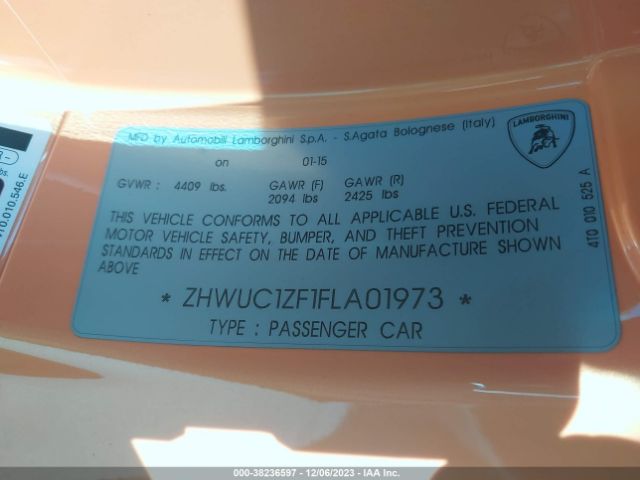 MFD by Automobili Lamborghini S.p.A. - S.Agata Bolognese (Italy)
on 01-15
GVWR : 4409 lbs. GAWR (F) GAWR (R)
2094 lbs 2425 lbs
THIS VEHICLE CONFORMS TO ALL APPLICABLE U.S. FEDERAL
MOTOR VEHICLE SAFETY, BUMPER, AND THEFT PREVENTION
STANDARDS IN EFFECT ON THE DATE OF MANUFACTURE SHOWN
ABOVE
* ZHWUC1ZF1FLA01973 *
TYPE : PASSENGER CAR
LAMBORGHINI
4T0 010 525 A
010.546.E
000-38236597 - 12/06/2023 - IAA Inc.